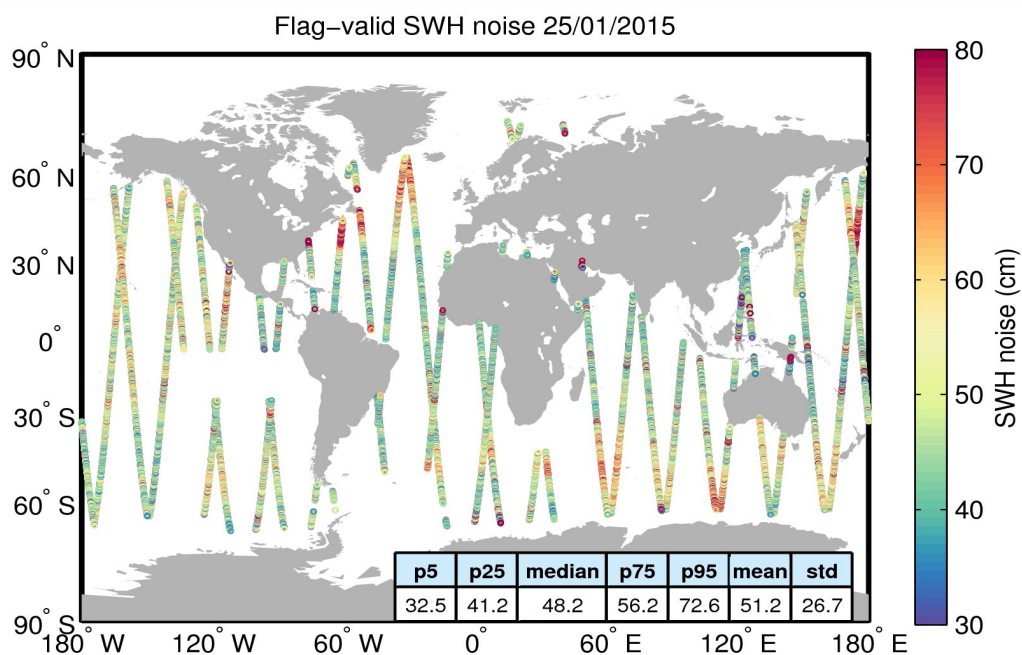 Flag−valid SWH noise 25/01/2015
90° N
60° N
30° N
0°
30° S
60° S
90° S
180° W
120° W
60° W
0°
60° E
120° E
180° E
p5 p25 median p75 p95 mean std
32.5 41.2 48.2 56.2 72.6 51.2 26.7
80
70
60
50
40
30
SWH noise (cm)